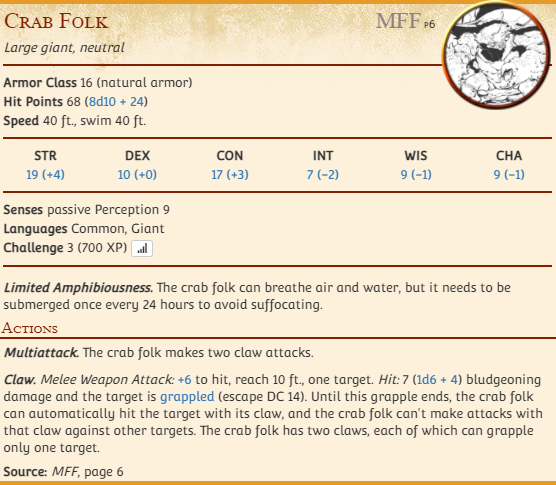 Crab Folk
MFF p6
Large giant, neutral
Armor Class 16 (natural armor)
Hit Points 68 (8d10 + 24)
Speed 40 ft., swim 40 ft.
STR DEX CON INT WIS CHA
19 (+4) 10 (+0) 17 (+3) 7 (−2) 9 (−1) 9 (−1)
Senses passive Perception 9
Languages Common, Giant
Challenge 3 (700 XP)
Limited Amphibiousness. The crab folk can breathe air and water, but it needs to be
submerged once every 24 hours to avoid suffocating.
Actions
Multiattack. The crab folk makes two claw attacks.
Claw. Melee Weapon Attack: +6 to hit, reach 10 ft., one target. Hit: 7 (1d6 + 4) bludgeoning
damage and the target is grappled (escape DC 14). Until this grapple ends, the crab folk
can automatically hit the target with its claw, and the crab folk can't make attacks with
that claw against other targets. The crab folk has two claws, each of which can grapple
only one target.
Source: MFF, page 6